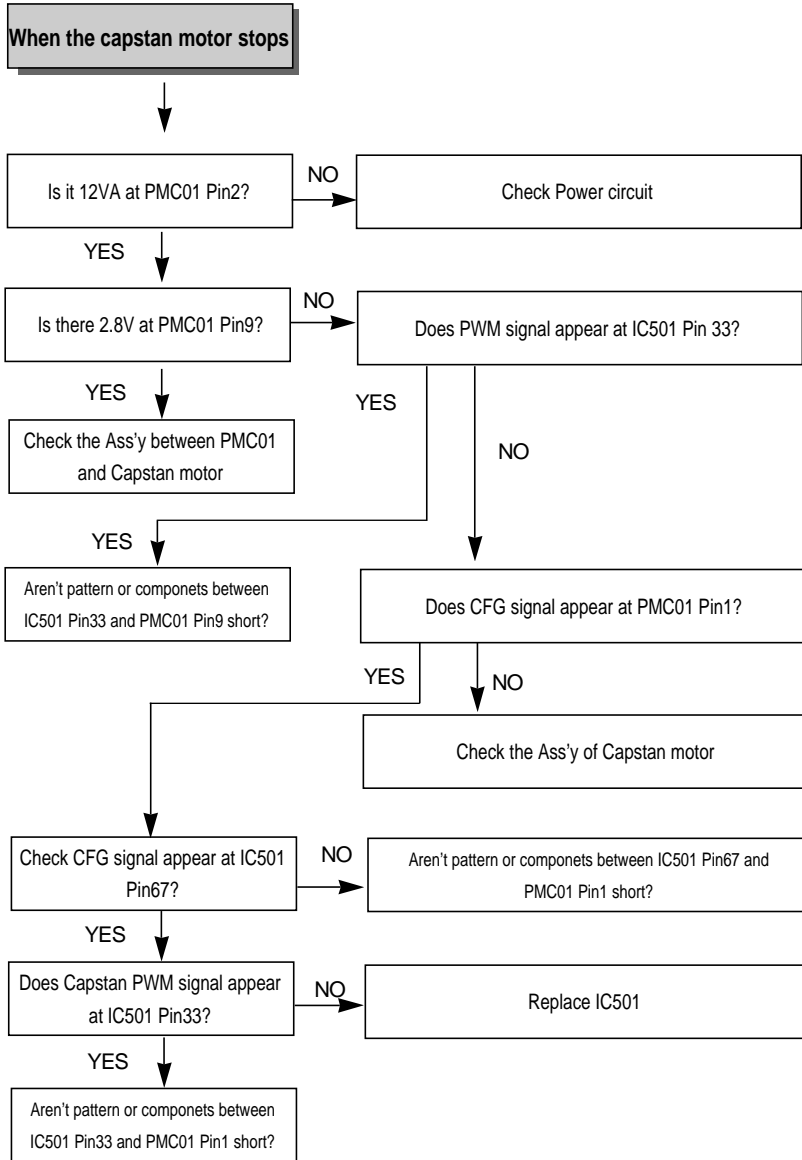 When the capstan motor stops
Is it 12VA at PMC01 Pin2?
NO
Check Power circuit
YES
Is there 2.8V at PMC01 Pin9?
NO
Does PWM signal appear at IC501 Pin 33?
YES
YES
Check the Ass'y between PMC01
and Capstan motor
NO
YES
Aren't pattern or componets between
IC501 Pin33 and PMC01 Pin9 short?
Does CFG signal appear at PMC01 Pin1?
YES
NO
Check the Ass'y of Capstan motor
Check CFG signal appear at IC501
Pin67?
NO
Aren't pattern or componets between IC501 Pin67 and
PMC01 Pin1 short?
YES
Does Capstan PWM signal appear
at IC501 Pin33?
NO
Replace IC501
YES
Aren't pattern or componets between
IC501 Pin33 and PMC01 Pin1 short?